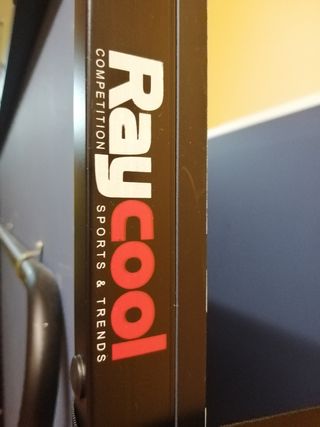 Raycool
COMPETITION SPORTS & TRENDS